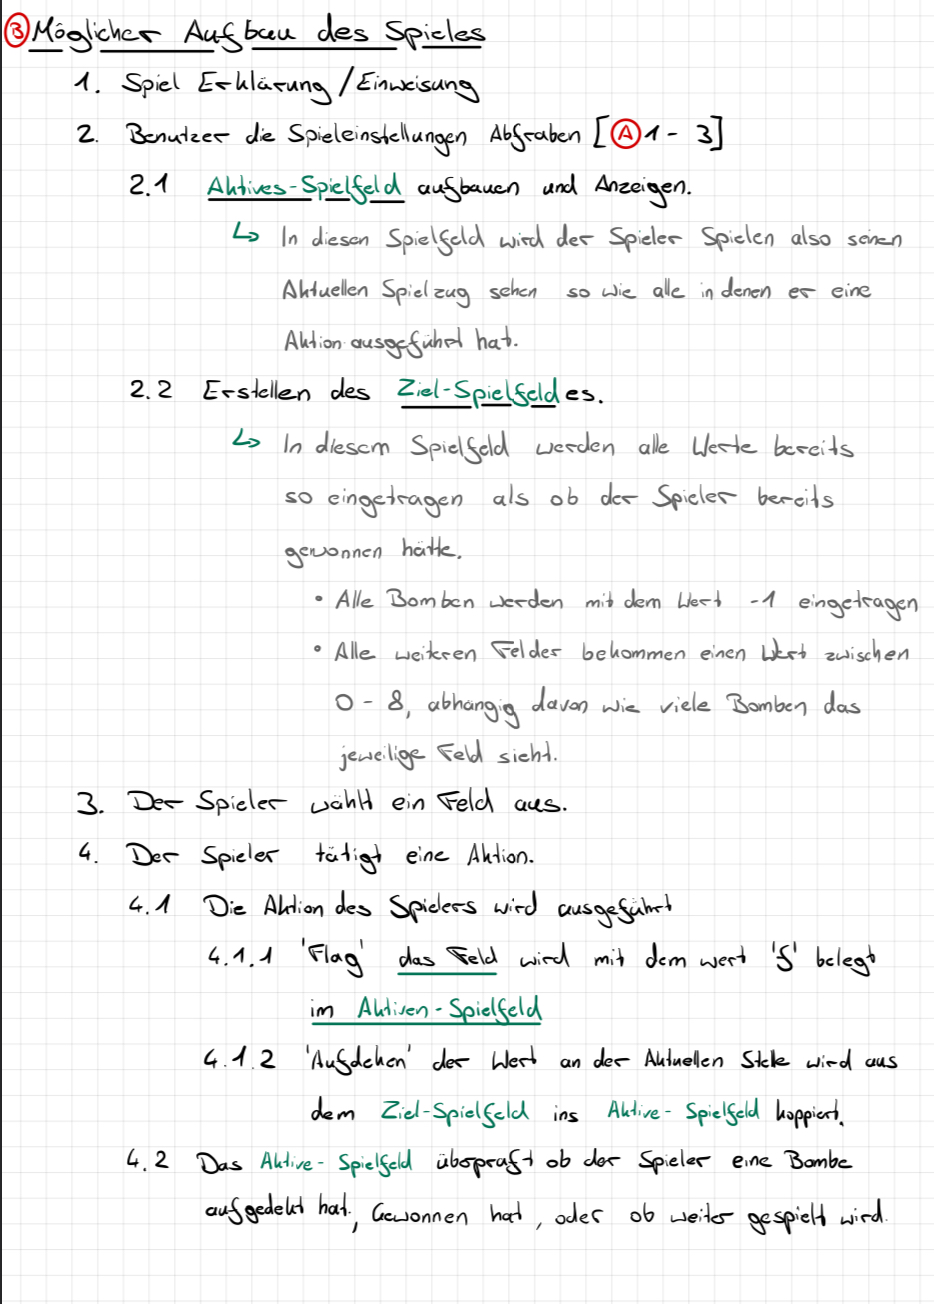 B Möglicher Aufbau des Spieles
1. Spiel Erklärung / Einweisung
2. Benutzer die Spieleinstellungen Abfraben [A 1 - 3]
2.1 Aktives-Spielfeld aufbauen und Anzeigen.
↳ In diesen Spielfeld wird der Spieler Spielen also seinen
Aktuellen Spielzug sehen so wie alle in denen er eine
Aktion ausgeführt hat.
2.2 Erstellen des Ziel-Spielfeldes.
↳ In diesem Spielfeld werden alle Werte bereits
so eingetragen als ob der Spieler bereits
gewonnen hätte.
• Alle Bomben werden mit dem Wert -1 eingetragen
• Alle weiteren Felder bekommen einen Wert zwischen
0 - 8, abhängig davon wie viele Bomben das
jeweilige Feld sieht.
3. Der Spieler wählt ein Feld aus.
4. Der Spieler tätigt eine Aktion.
4.1 Die Aktion des Spielers wird ausgeführt
4.1.1 'Flag' das Feld wird mit dem wert 'f' belegt
im Aktiven-Spielfeld
4.1.2 'Aufdeken' der Wert an der Aktuellen Stelle wird aus
dem Ziel-Spielfeld ins Aktive-Spielfeld koppiert.
4.2 Das Aktive-Spielfeld überprüft ob der Spieler eine Bombe
aufgedekt hat, Gewonnen hat, oder ob weiter gespielt wird.